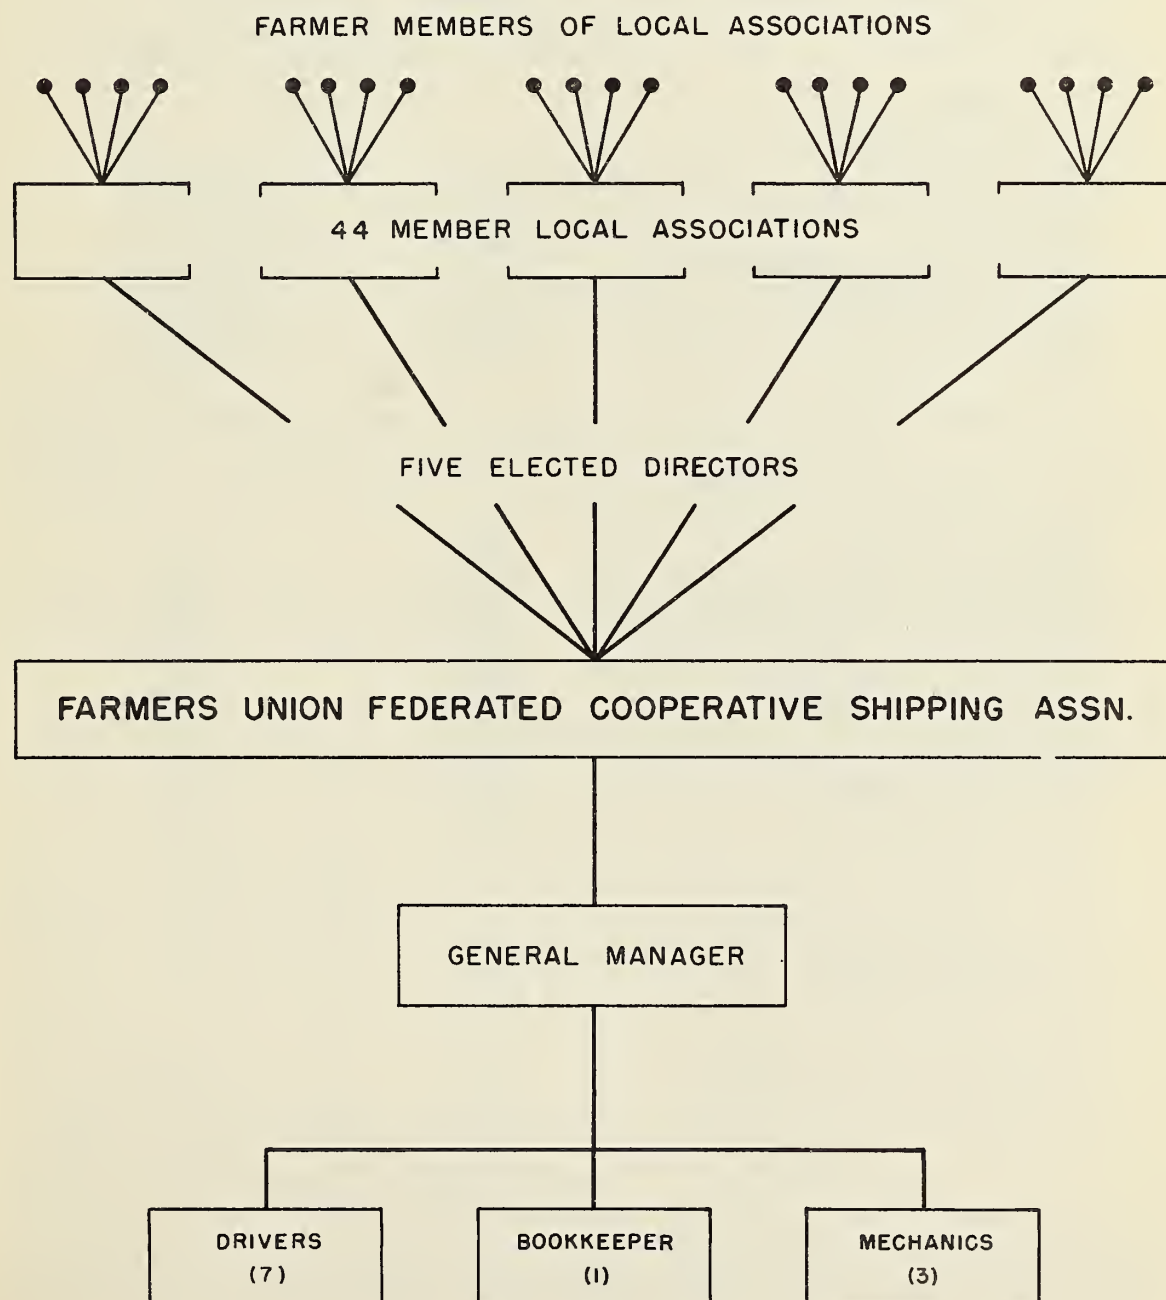 FARMER MEMBERS OF LOCAL ASSOCIATIONS
44 MEMBER LOCAL ASSOCIATIONS
FIVE ELECTED DIRECTORS
FARMERS UNION FEDERATED COOPERATIVE SHIPPING ASSN.
GENERAL MANAGER
DRIVERS
(7)
BOOKKEEPER
(1)
MECHANICS
(3)